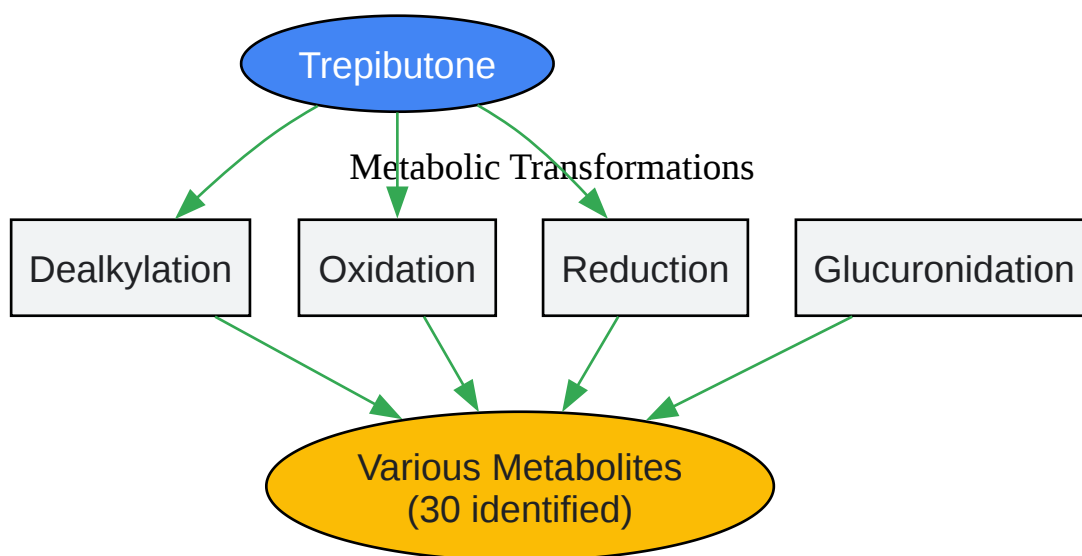 Trepibutone
Metabolic Transformations
Dealkylation
Oxidation
Reduction
Glucuronidation
Various Metabolites
(30 identified)